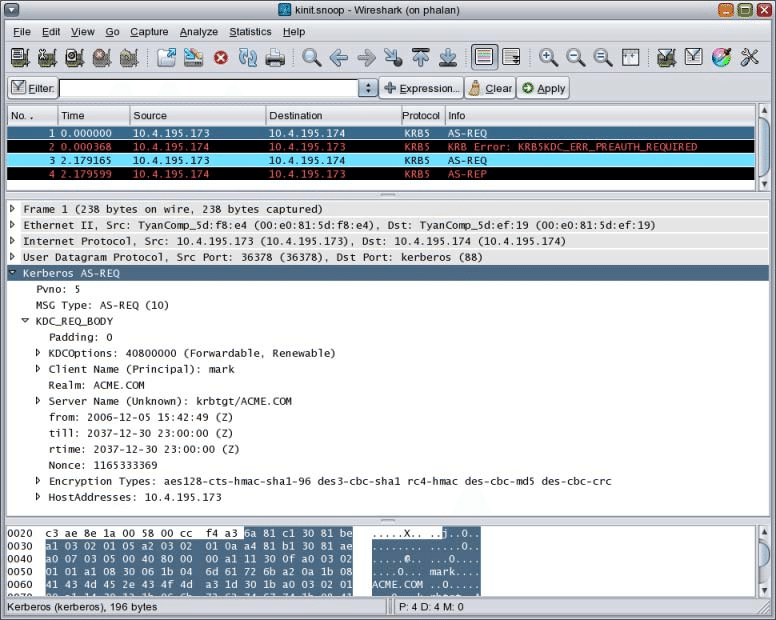 kinit.snoop - Wireshark (on phalan)
File Edit View Go Capture Analyze Statistics Help
Filter: Expression... Clear Apply
No. . Time Source Destination Protocol Info
1 0.000000 10.4.195.173 10.4.195.174 KRB5 AS-REQ
2 0.000368 10.4.195.174 10.4.195.173 KRB5 KRB Error: KRB5KDC_ERR_PREAUTH_REQUIRED
3 2.179165 10.4.195.173 10.4.195.174 KRB5 AS-REQ
4 2.179599 10.4.195.174 10.4.195.173 KRB5 AS-REP
Frame 1 (238 bytes on wire, 238 bytes captured)
Ethernet II, Src: TyanComp_5d:f8:e4 (00:e0:81:5d:f8:e4), Dst: TyanComp_5d:ef:19 (00:e0:81:5d:ef:19)
Internet Protocol, Src: 10.4.195.173 (10.4.195.173), Dst: 10.4.195.174 (10.4.195.174)
User Datagram Protocol, Src Port: 36378 (36378), Dst Port: kerberos (88)
Kerberos AS-REQ
Pvno: 5
MSG Type: AS-REQ (10)
KDC_REQ_BODY
Padding: 0
KDCOptions: 40800000 (Forwardable, Renewable)
Client Name (Principal): mark
Realm: ACME.COM
Server Name (Unknown): krbtgt/ACME.COM
from: 2006-12-05 15:42:49 (Z)
till: 2037-12-30 23:00:00 (Z)
rtime: 2037-12-30 23:00:00 (Z)
Nonce: 1165333369
Encryption Types: aes128-cts-hmac-sha1-96 des3-cbc-sha1 rc4-hmac des-cbc-md5 des-cbc-crc
HostAddresses: 10.4.195.173
0020 c3 ae 8e 1a 00 58 00 cc f4 a3 6a 81 c1 30 81 be .....X.. ..j..0..
0030 a1 03 02 01 05 a2 03 02 01 0a a4 81 b1 30 81 ae ........ .....0..
0040 a0 07 03 05 00 40 80 00 00 a1 11 30 0f a0 03 02 .....@.. ...0....
0050 01 01 a1 08 30 06 1b 04 6d 61 72 6b a2 0a 1b 08 ....0... mark....
0060 41 43 4d 45 2e 43 4f 4d a3 1d 30 1b a0 03 02 01 ACME.COM ..0.....
Kerberos (kerberos), 196 bytes P: 4 D: 4 M: 0